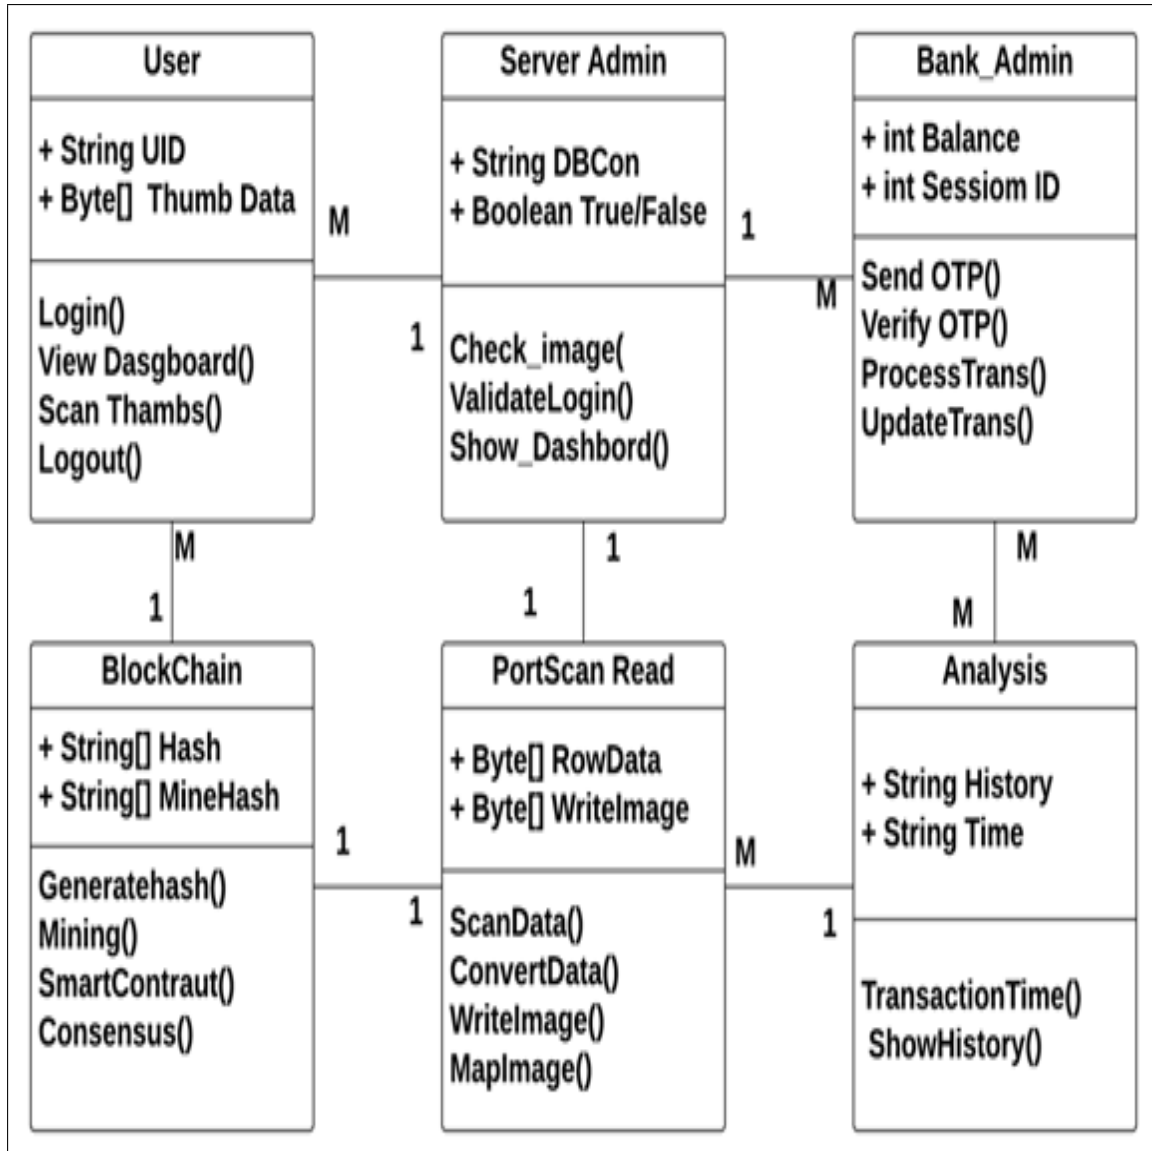 User
+ String UID
+ Byte[] Thumb Data
Login()
View Dasgboard()
Scan Thambs()
Logout()
M
1
Server Admin
+ String DBCon
+ Boolean True/False
Check_image(
ValidateLogin()
Show_Dashbord()
1
M
Bank_Admin
+ int Balance
+ int Sessiom ID
Send OTP()
Verify OTP()
ProcessTrans()
UpdateTrans()
M
1
1
1
M
M
BlockChain
+ String[] Hash
+ String[] MineHash
Generatehash()
Mining()
SmartContraut()
Consensus()
1
1
PortScan Read
+ Byte[] RowData
+ Byte[] WriteImage
ScanData()
ConvertData()
WriteImage()
MapImage()
M
1
Analysis
+ String History
+ String Time
TransactionTime()
ShowHistory()